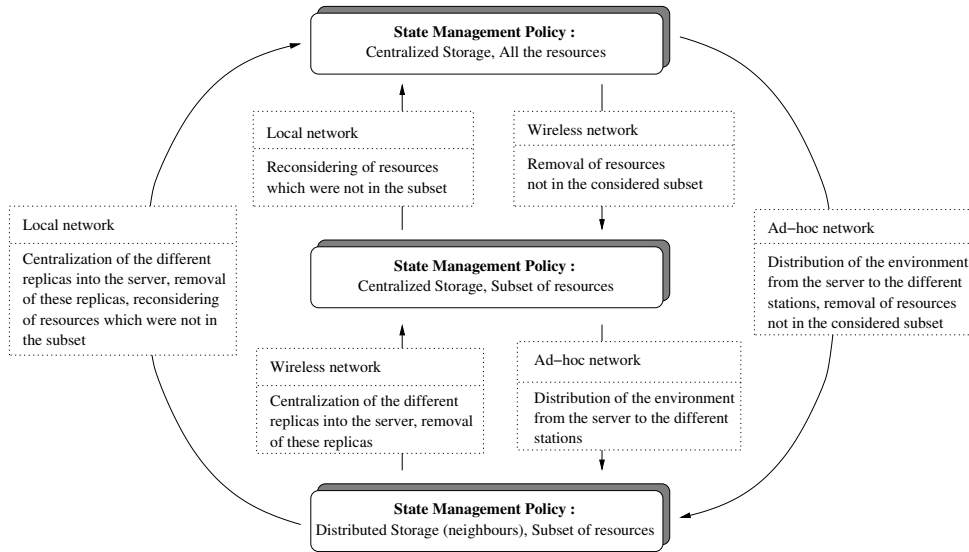 State Management Policy :
Centralized Storage, All the resources
Local network
Reconsidering of resources
which were not in the subset
Wireless network
Removal of resources
not in the considered subset
Local network
Centralization of the different
replicas into the server, removal
of these replicas, reconsidering
of resources which were not in
the subset
Ad−hoc network
Distribution of the environment
from the server to the different
stations, removal of resources
not in the considered subset
State Management Policy :
Centralized Storage, Subset of resources
Wireless network
Centralization of the different
replicas into the server, removal
of these replicas
Ad−hoc network
Distribution of the environment
from the server to the different
stations
State Management Policy :
Distributed Storage (neighbours), Subset of resources